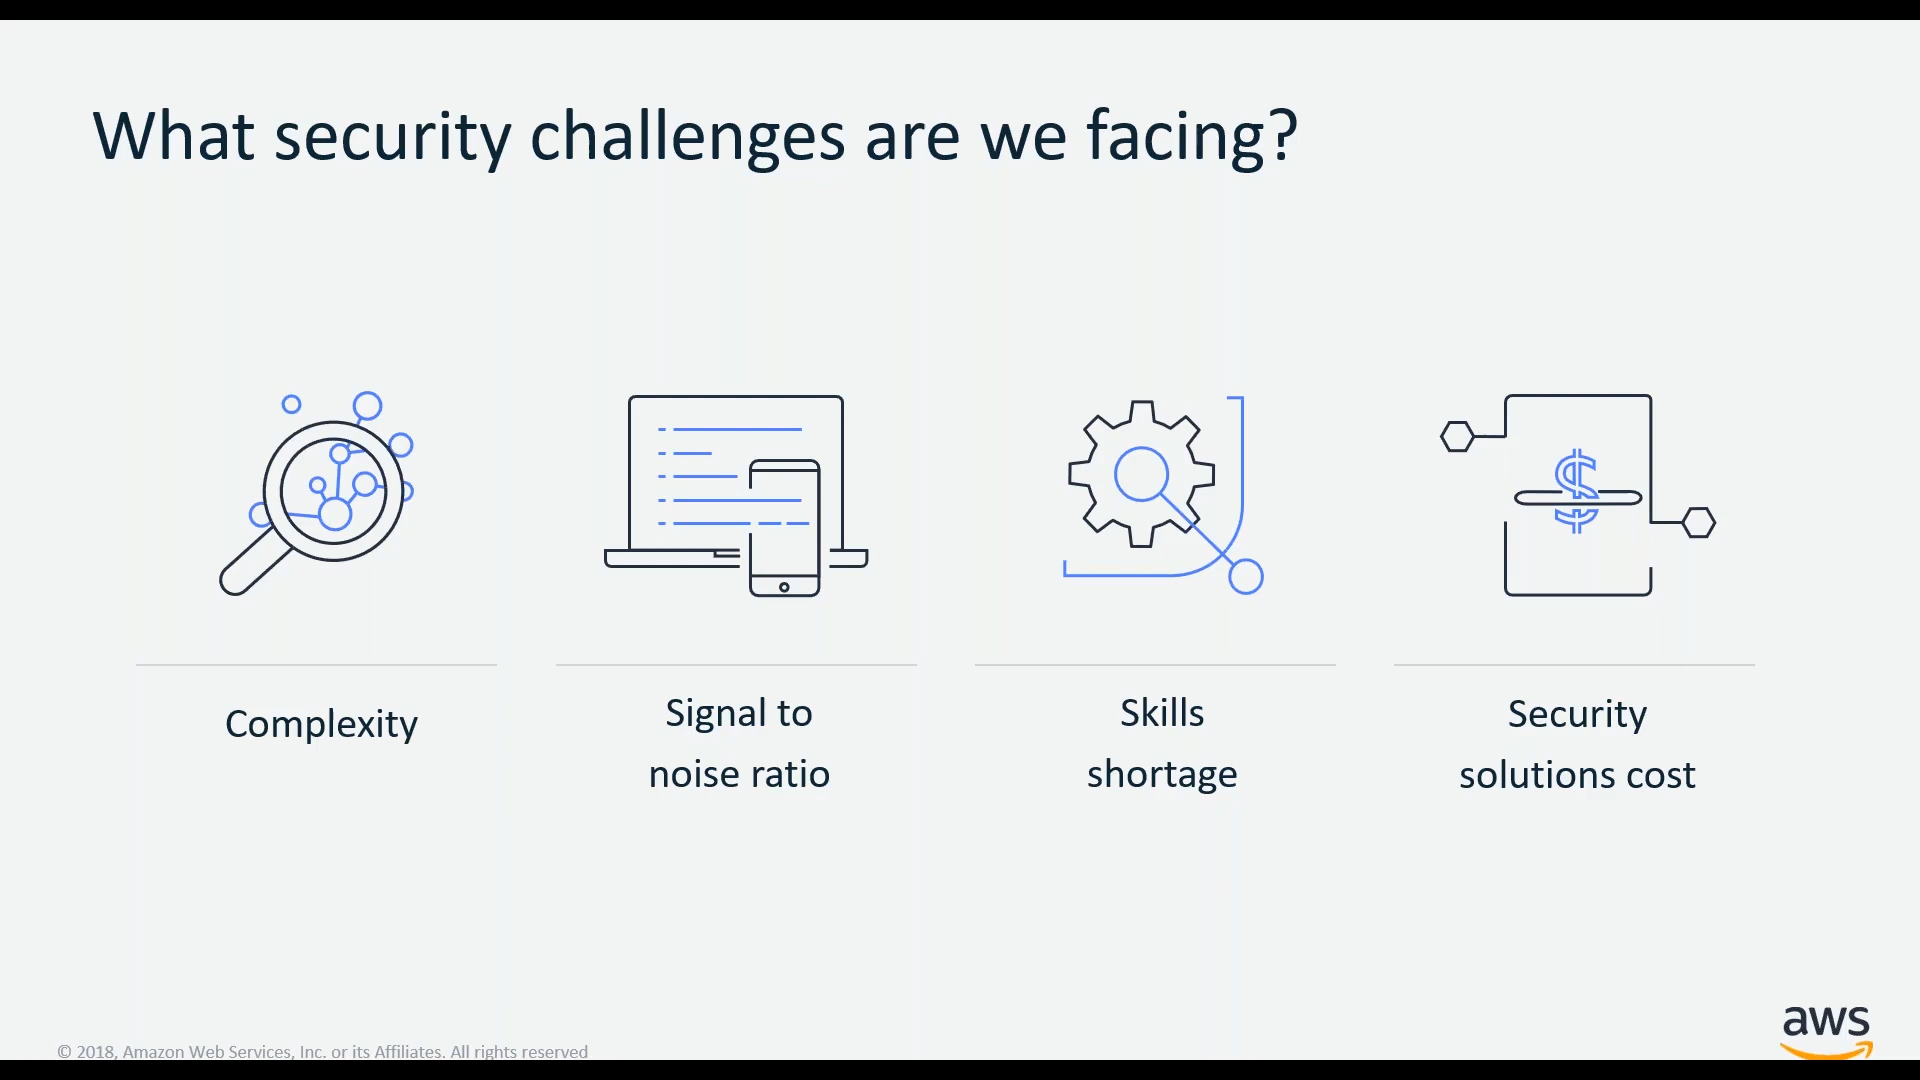 What security challenges are we facing?
Complexity
Signal to
noise ratio
Skills
shortage
$
Security
solutions cost
© 2018, Amazon Web Services, Inc. or its Affiliates. All rights reserved
aws